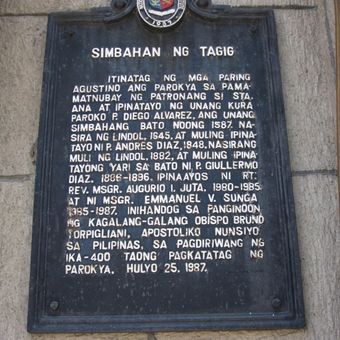 1987
SIMBAHAN NG TAGIG
ITINATAG NG MGA PARING
AGUSTINO ANG PAROKYA SA PAMA-
MATNUBAY NG PATRONANG SI STA.
ANA AT IPINATAYO NG UNANG KURA
PAROKO P. DIEGO ALVAREZ, ANG UNANG
SIMBAHANG BATO NOONG 1587. NA-
SIRA NG LINDOL, 1645, AT MULING IPINA-
TAYO NI P. ANDRES DIAZ, 1848. NASIRANG
MULI NG LINDOL, 1882, AT MULING IPINA-
TAYONG YARI SA BATO NI P. GUILLERMO
DIAZ, 1896-1896. IPINAAYOS NI RT.
REV. MSGR. AUGURIO I. JUTA, 1980-1985
AT NI MSGR. EMMANUEL V. SUNGA
1985-1987. INIHANDOG SA PANGINOON
NG KAGALANG-GALANG OBISPO BRUNO
TORPIGLIANI, APOSTOLIKO NUNSIYO
SA PILIPINAS, SA PAGDIRIWANG NG
IKA-400 TAONG PAGKATATAG NG
PAROKYA, HULYO 25, 1987.